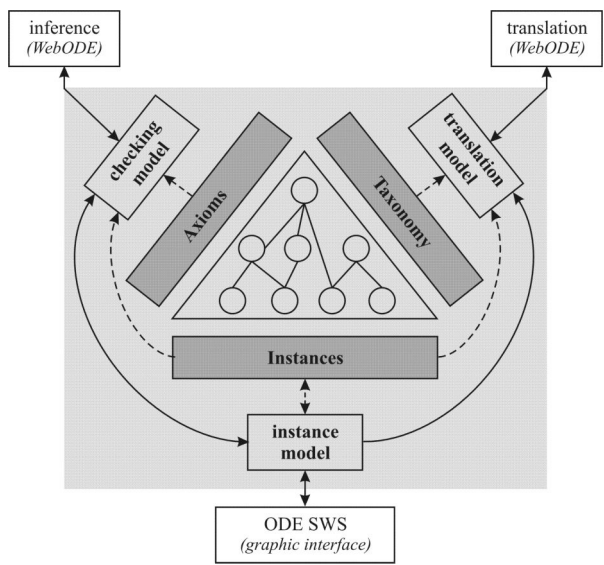 inference
(WebODE)
translation
(WebODE)
checking
model
translation
model
Axioms
Taxonomy
Instances
instance
model
ODE SWS
(graphic interface)